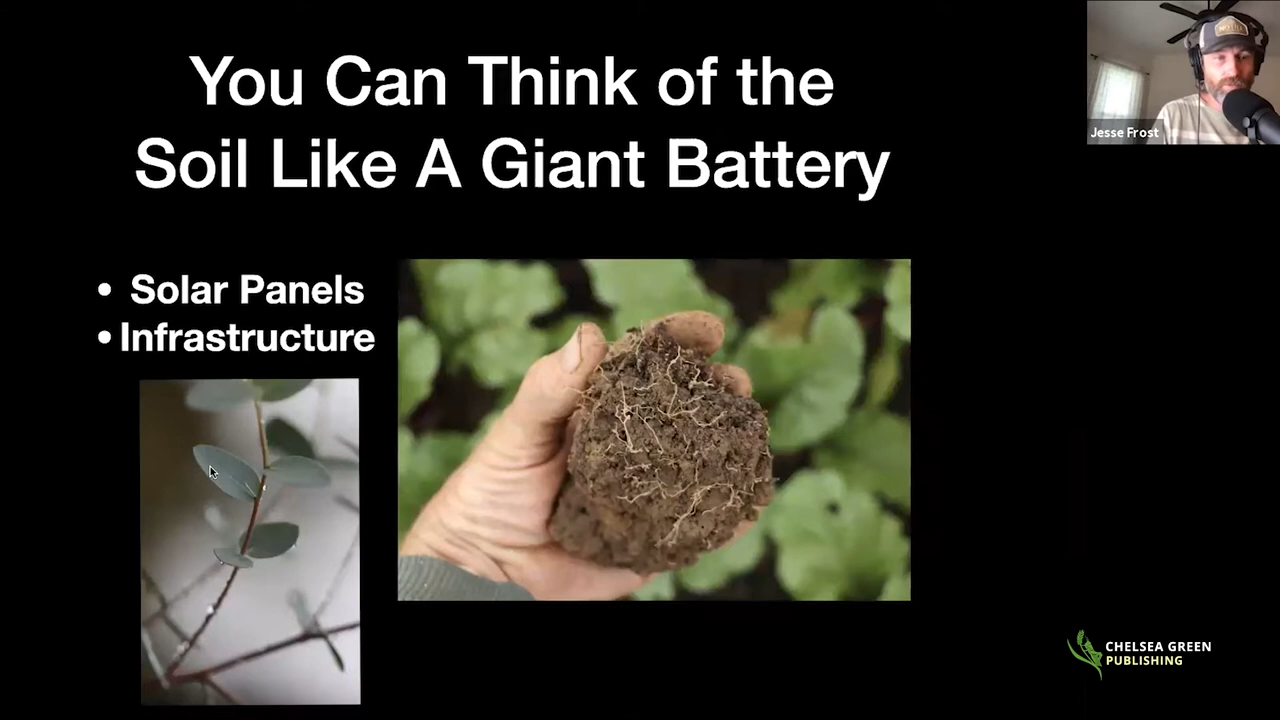 You Can Think of the
Soil Like A Giant Battery
• Solar Panels
• Infrastructure
Jesse Frost
CHELSEA GREEN
PUBLISHING